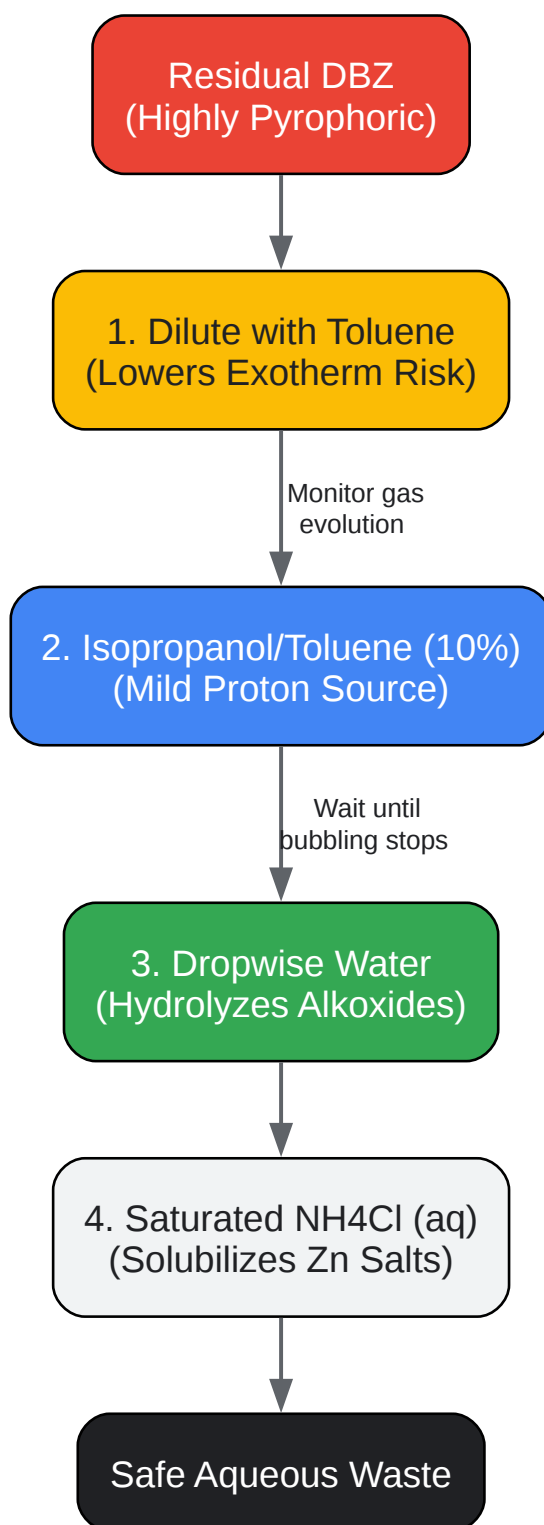 Residual DBZ
(Highly Pyrophoric)
1. Dilute with Toluene
(Lowers Exotherm Risk)
Monitor gas
evolution
2. Isopropanol/Toluene (10%)
(Mild Proton Source)
Wait until
bubbling stops
3. Dropwise Water
(Hydrolyzes Alkoxides)
4. Saturated NH4Cl (aq)
(Solubilizes Zn Salts)
Safe Aqueous Waste